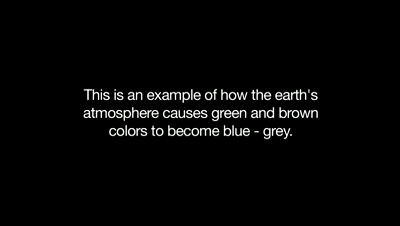 This is an example of how the earth's
atmosphere causes green and brown
colors to become blue - grey.